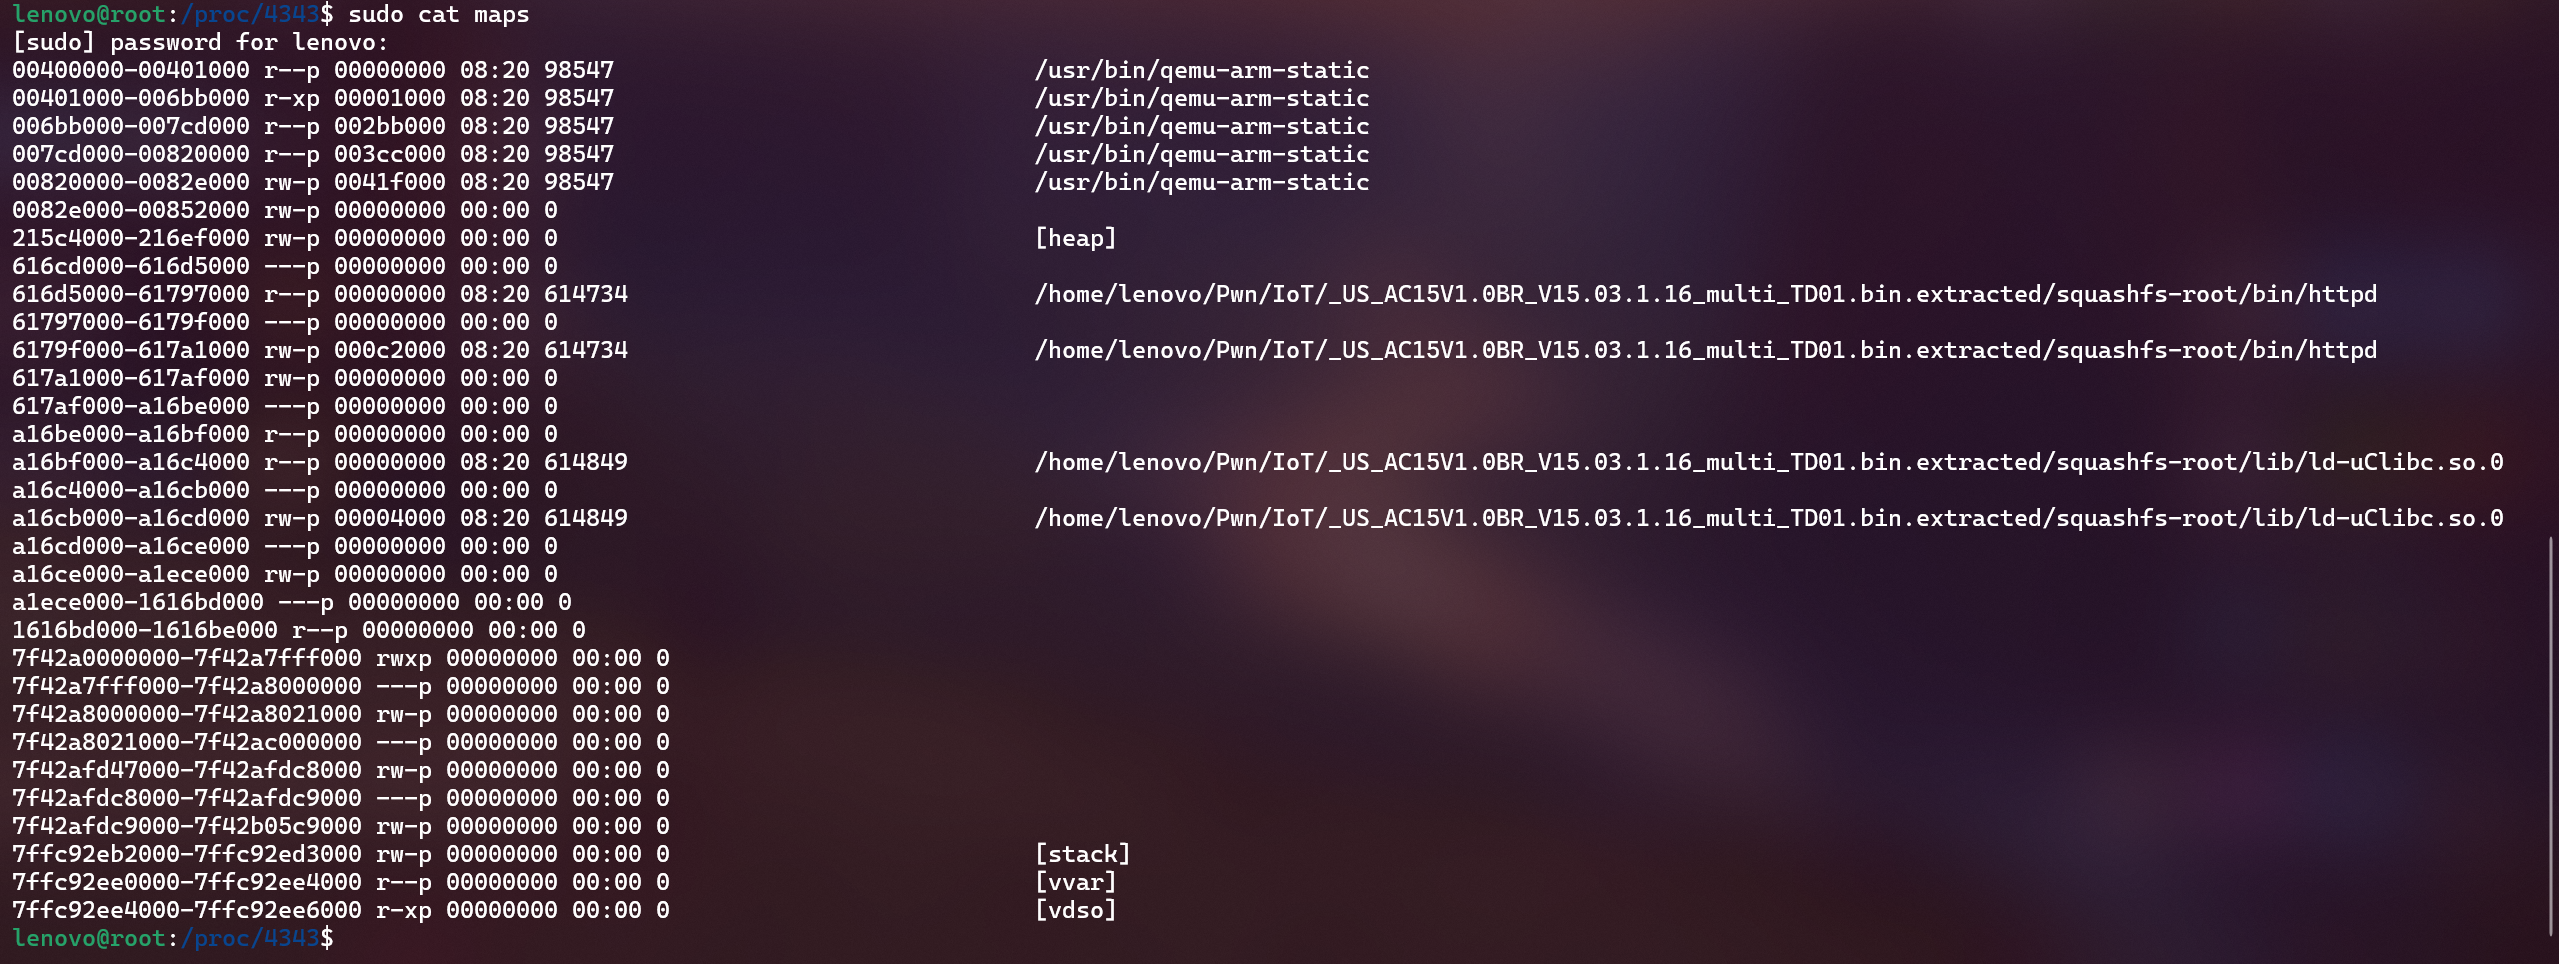 lenovo@root:/proc/4343$ sudo cat maps
[sudo] password for lenovo:
00400000-00401000 r--p 00000000 08:20 98547 /usr/bin/qemu-arm-static
00401000-006bb000 r-xp 00001000 08:20 98547 /usr/bin/qemu-arm-static
006bb000-007cd000 r--p 002bb000 08:20 98547 /usr/bin/qemu-arm-static
007cd000-00820000 r--p 003cc000 08:20 98547 /usr/bin/qemu-arm-static
00820000-0082e000 rw-p 0041f000 08:20 98547 /usr/bin/qemu-arm-static
0082e000-00852000 rw-p 00000000 00:00 0
215c4000-216ef000 rw-p 00000000 00:00 0 [heap]
616cd000-616d5000 ---p 00000000 00:00 0
616d5000-61797000 r--p 00000000 08:20 614734 /home/lenovo/Pwn/IoT/_US_AC15V1.0BR_V15.03.1.16_multi_TD01.bin.extracted/squashfs-root/bin/httpd
61797000-6179f000 ---p 00000000 00:00 0
6179f000-617a1000 rw-p 000c2000 08:20 614734 /home/lenovo/Pwn/IoT/_US_AC15V1.0BR_V15.03.1.16_multi_TD01.bin.extracted/squashfs-root/bin/httpd
617a1000-617af000 rw-p 00000000 00:00 0
617af000-a16be000 ---p 00000000 00:00 0
a16be000-a16bf000 r--p 00000000 00:00 0
a16bf000-a16c4000 r--p 00000000 08:20 614849 /home/lenovo/Pwn/IoT/_US_AC15V1.0BR_V15.03.1.16_multi_TD01.bin.extracted/squashfs-root/lib/ld-uClibc.so.0
a16c4000-a16cb000 ---p 00000000 00:00 0
a16cb000-a16cd000 rw-p 00004000 08:20 614849 /home/lenovo/Pwn/IoT/_US_AC15V1.0BR_V15.03.1.16_multi_TD01.bin.extracted/squashfs-root/lib/ld-uClibc.so.0
a16cd000-a16ce000 ---p 00000000 00:00 0
a16ce000-a1ece000 rw-p 00000000 00:00 0
a1ece000-1616bd000 ---p 00000000 00:00 0
1616bd000-1616be000 r--p 00000000 00:00 0
7f42a0000000-7f42a7fff000 rwxp 00000000 00:00 0
7f42a7fff000-7f42a8000000 ---p 00000000 00:00 0
7f42a8000000-7f42a8021000 rw-p 00000000 00:00 0
7f42a8021000-7f42ac000000 ---p 00000000 00:00 0
7f42afd47000-7f42afdc8000 rw-p 00000000 00:00 0
7f42afdc8000-7f42afdc9000 ---p 00000000 00:00 0
7f42afdc9000-7f42b05c9000 rw-p 00000000 00:00 0
7ffc92eb2000-7ffc92ed3000 rw-p 00000000 00:00 0 [stack]
7ffc92ee0000-7ffc92ee4000 r--p 00000000 00:00 0 [vvar]
7ffc92ee4000-7ffc92ee6000 r-xp 00000000 00:00 0 [vdso]
lenovo@root:/proc/4343$